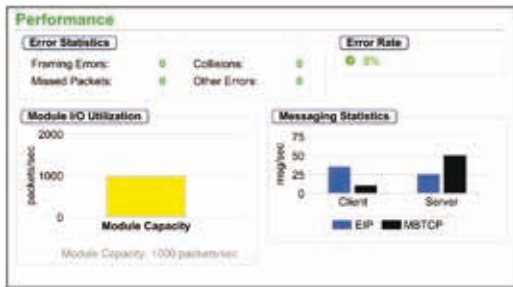 Performance
Error Statistics
Framing Errors: 0 Collisions: 0
Missed Packets: 0 Other Errors: 0
Error Rate
0%
Module I/O Utilization
packets/sec
2000
1000
0
Module Capacity
Module Capacity: 1000 packets/sec
Messaging Statistics
msg/sec
75
50
25
0
Client Server
EIP MBTCP